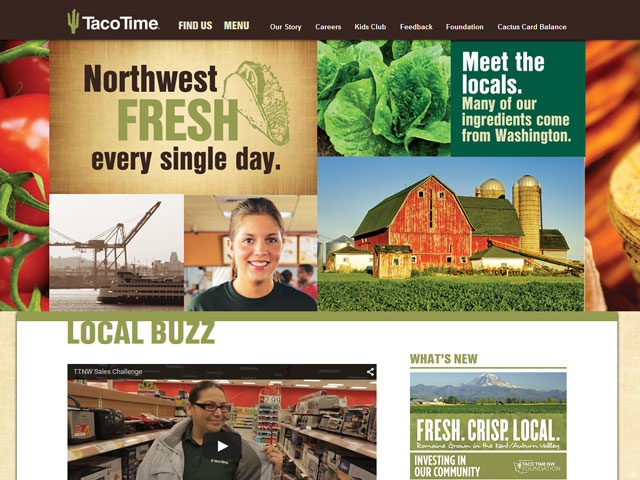 TacoTime
FIND US
MENU
Our Story
Careers
Kids Club
Feedback
Foundation
Cactus Card Balance
Northwest
FRESH
every single day.
Meet the
locals.
Many of our
ingredients come
from Washington.
LOCAL BUZZ
TTNW Sales Challenge
2.99
WHAT'S NEW
FRESH. CRISP. LOCAL.
Romaine Grown in the Kent/Auburn Valley
INVESTING IN
OUR COMMUNITY
TACO TIME NW
FOUNDATION